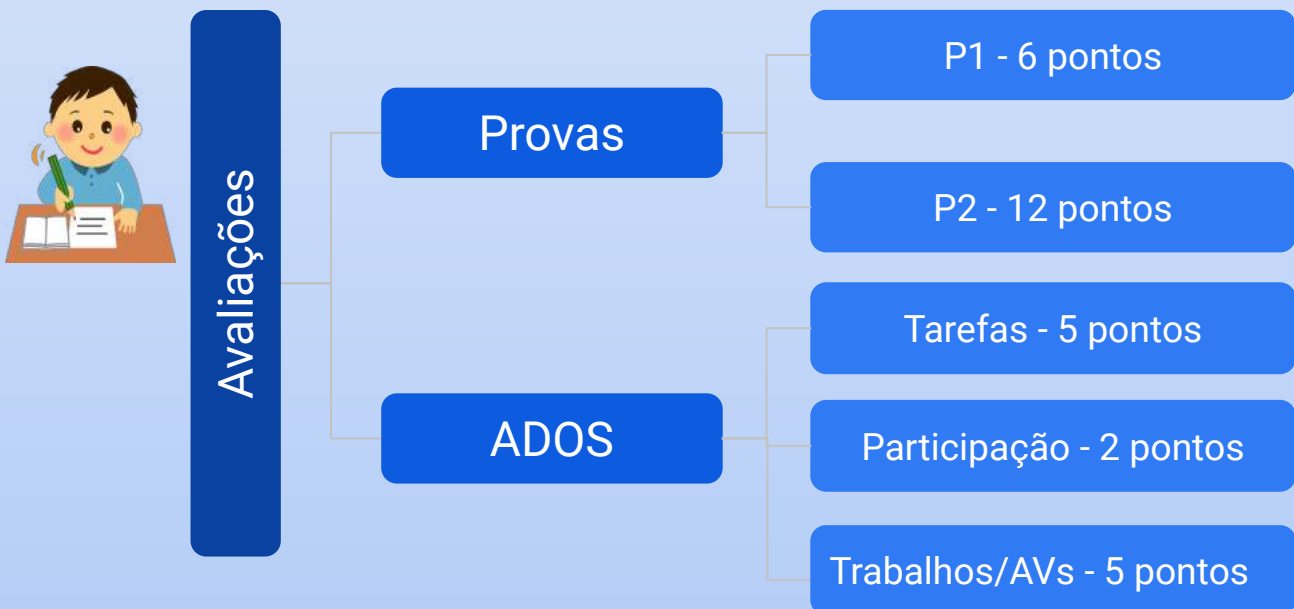 Avaliações
Provas
P1 - 6 pontos
P2 - 12 pontos
ADOS
Tarefas - 5 pontos
Participação - 2 pontos
Trabalhos/AVs - 5 pontos